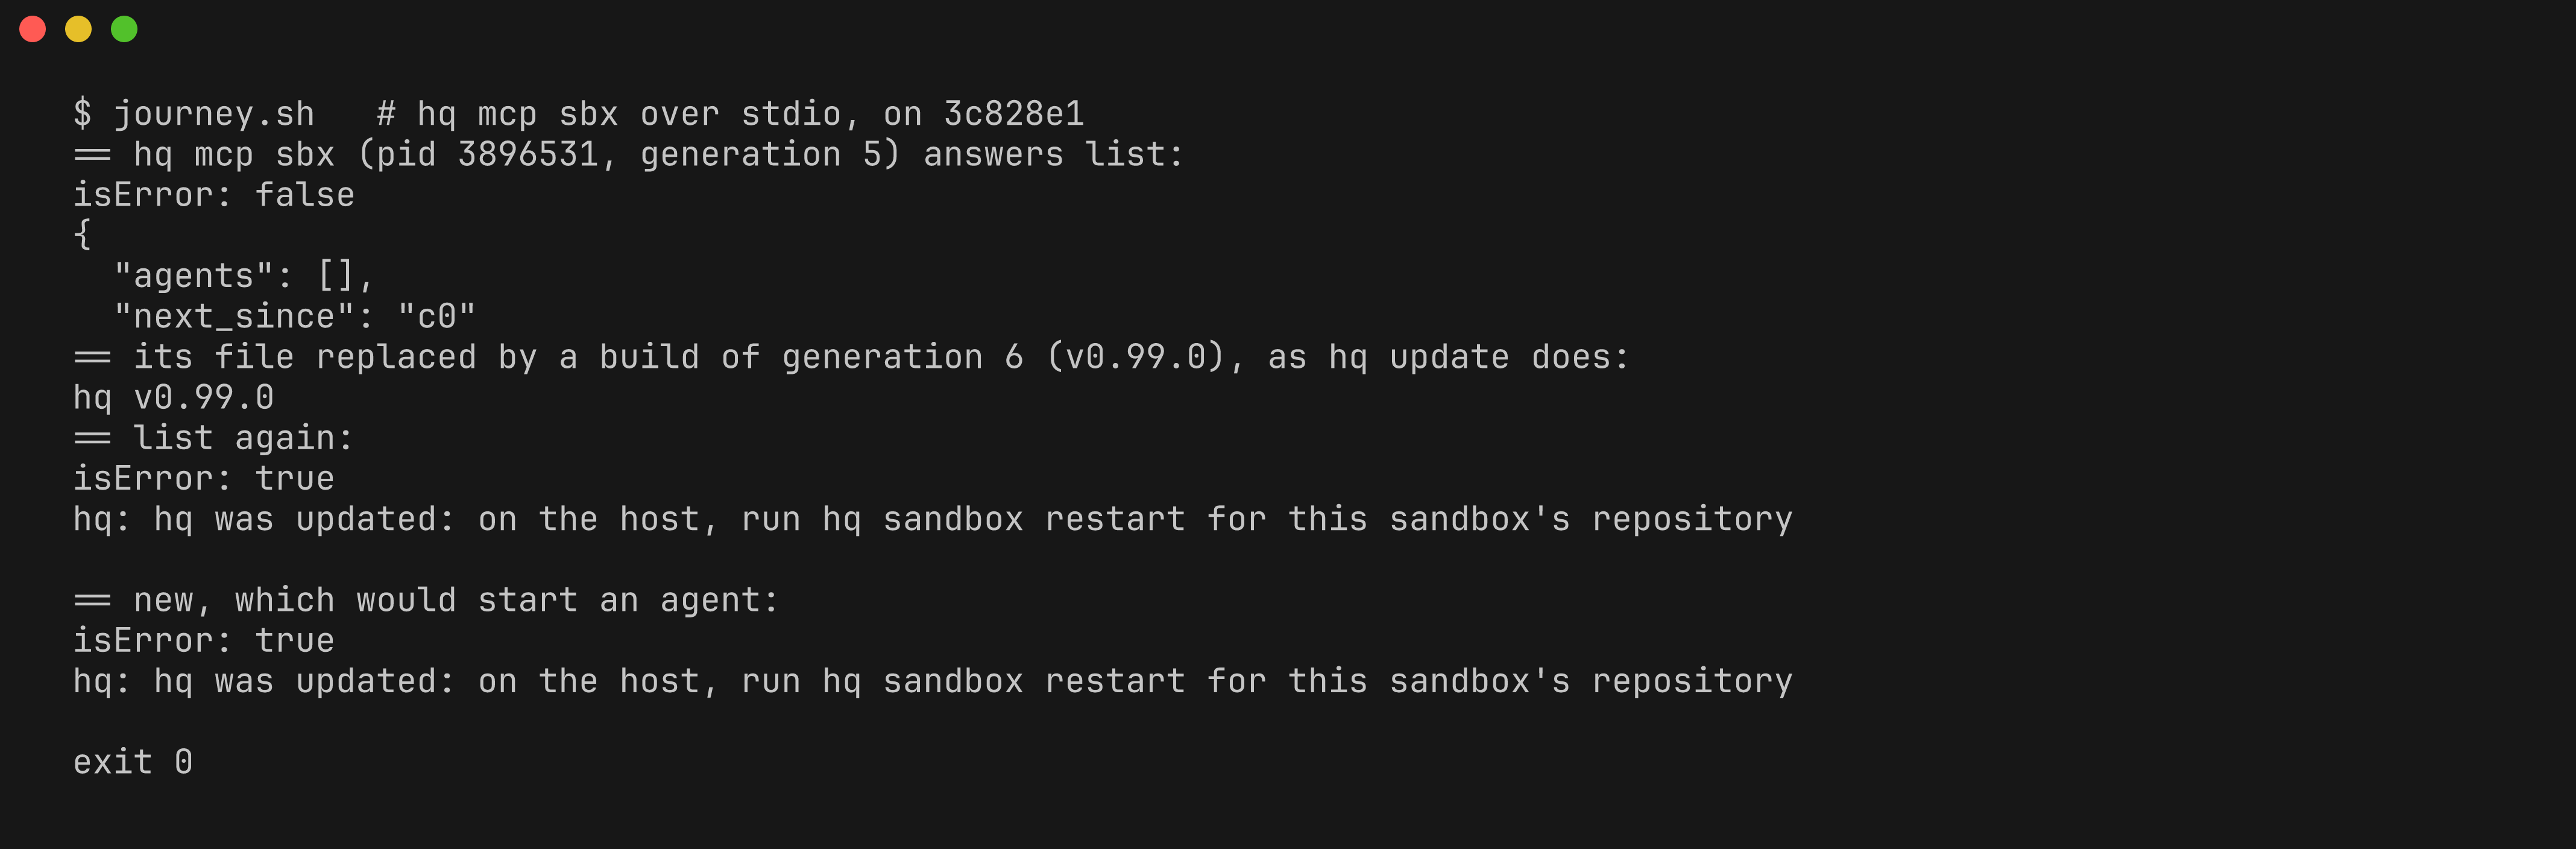 $ journey.sh   # hq mcp sbx over stdio, on 3c828e1
== hq mcp sbx (pid 3896531, generation 5) answers list:
isError: false
{
  "agents": [],
  "next_since": "c0"
== its file replaced by a build of generation 6 (v0.99.0), as hq update does:
hq v0.99.0
== list again:
isError: true
hq: hq was updated: on the host, run hq sandbox restart for this sandbox's repository
== new, which would start an agent:
isError: true
hq: hq was updated: on the host, run hq sandbox restart for this sandbox's repository
exit 0